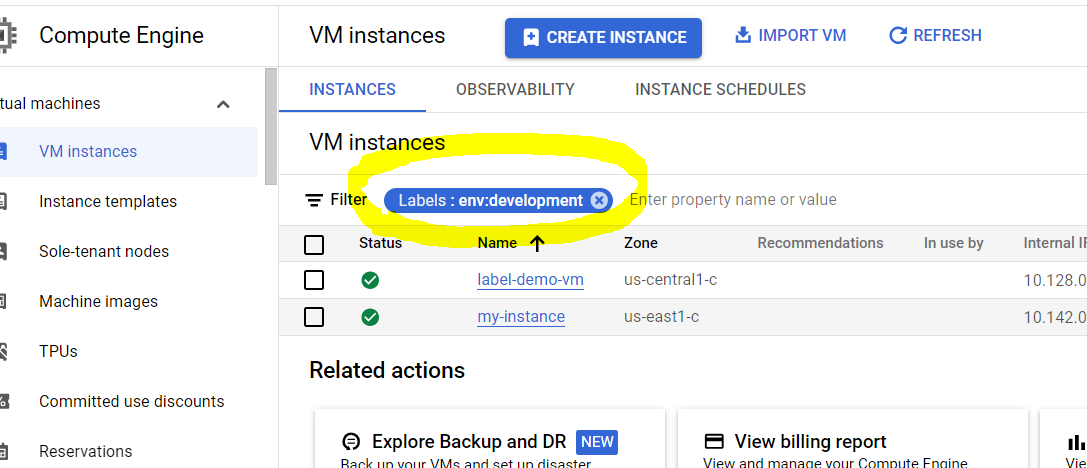 Compute Engine
VM instances
CREATE INSTANCE
IMPORT VM
REFRESH
tual machines
VM instances
Instance templates
Sole-tenant nodes
Machine images
TPUs
Committed use discounts
Reservations
INSTANCES OBSERVABILITY INSTANCE SCHEDULES
VM instances
Filter Labels : env:development Enter property name or value
Status Name Zone Recommendations In use by Internal IP
label-demo-vm us-central1-c 10.128.0
my-instance us-east1-c 10.142.0
Related actions
Explore Backup and DR NEW
Back up your VMs and set up disaster
View billing report
View and manage your Compute Engine